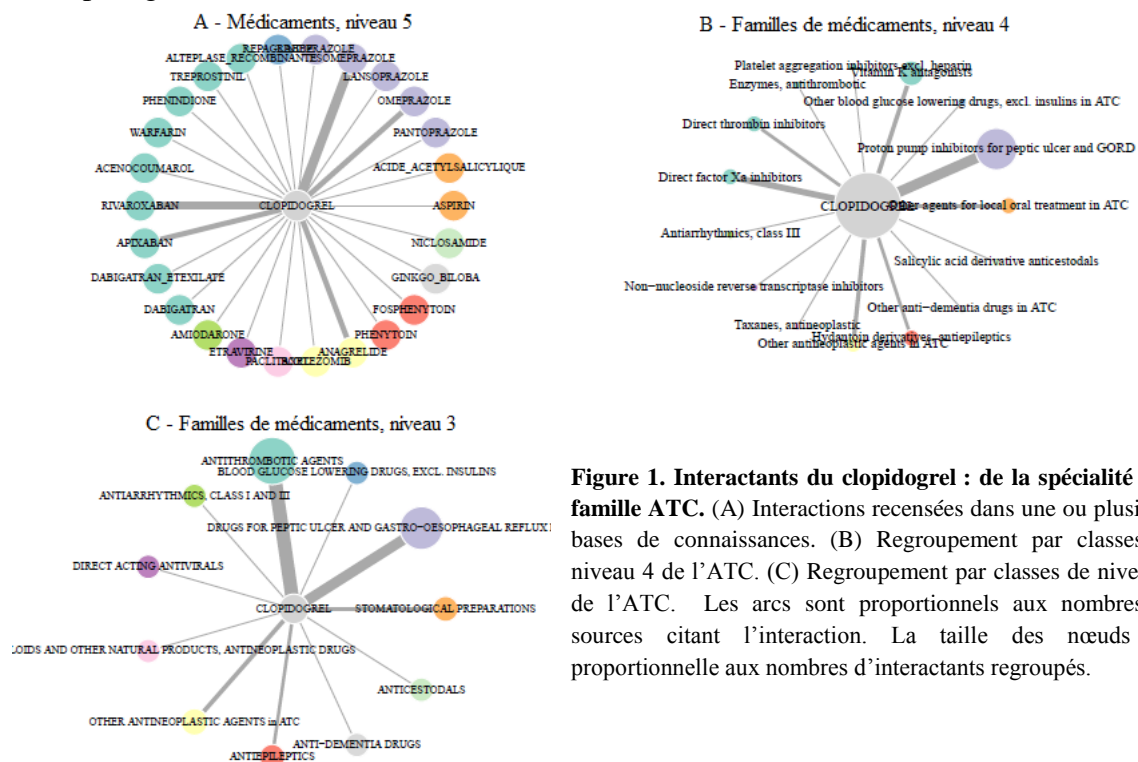 A - Médicaments, niveau 5
ALTEPLASE_RECOMBINANTE
ESOMEPRAZOLE
TREPROSTINIL
LANSOPRAZOLE
PHENINDIONE
OMEPRAZOLE
WARFARIN
PANTOPRAZOLE
ACENOCOUMAROL
ACIDE_ACETYLSALICYLIQUE
RIVAROXABAN
CLOPIDOGREL
ASPIRIN
APIXABAN
NICLOSAMIDE
DABIGATRAN_ETEXILATE
GINKGO_BILOBA
DABIGATRAN
FOSPHENYTOIN
AMIODARONE
PHENYTOIN
ETRAVIRINE
ANAGRELIDE
B - Familles de médicaments, niveau 4
Platelet aggregation inhibitors excl. heparin
Vitamin K antagonists
Enzymes, antithrombotic
Other blood glucose lowering drugs, excl. insulins in ATC
Direct thrombin inhibitors
Proton pump inhibitors for peptic ulcer and GORD
Direct factor Xa inhibitors
CLOPIDOGREL
Other agents for local oral treatment in ATC
Antiarrhythmics, class III
Salicylic acid derivative anticestodals
Non-nucleoside reverse transcriptase inhibitors
Other anti-dementia drugs in ATC
Taxanes, antineoplastic
Hydantoin derivatives, antiepileptics
Other antineoplastic agents in ATC
C - Familles de médicaments, niveau 3
ANTITHROMBOTIC AGENTS
BLOOD GLUCOSE LOWERING DRUGS, EXCL. INSULINS
ANTIARRHYTHMICS, CLASS I AND III
DRUGS FOR PEPTIC ULCER AND GASTRO-OESOPHAGEAL REFLUX
DIRECT ACTING ANTIVIRALS
CLOPIDOGREL
STOMATOLOGICAL PREPARATIONS
LOIDS AND OTHER NATURAL PRODUCTS, ANTINEOPLASTIC DRUGS
ANTICESTODALS
OTHER ANTINEOPLASTIC AGENTS in ATC
ANTI-DEMENTIA DRUGS
ANTIEPILEPTICS
Figure 1. Interactants du clopidogrel : de la spécialité
famille ATC. (A) Interactions recensées dans une ou plusi
bases de connaissances. (B) Regroupement par classes
niveau 4 de l'ATC. (C) Regroupement par classes de nive
de l'ATC. Les arcs sont proportionnels aux nombres
sources citant l'interaction. La taille des nœuds
proportionnelle aux nombres d'interactants regroupés.